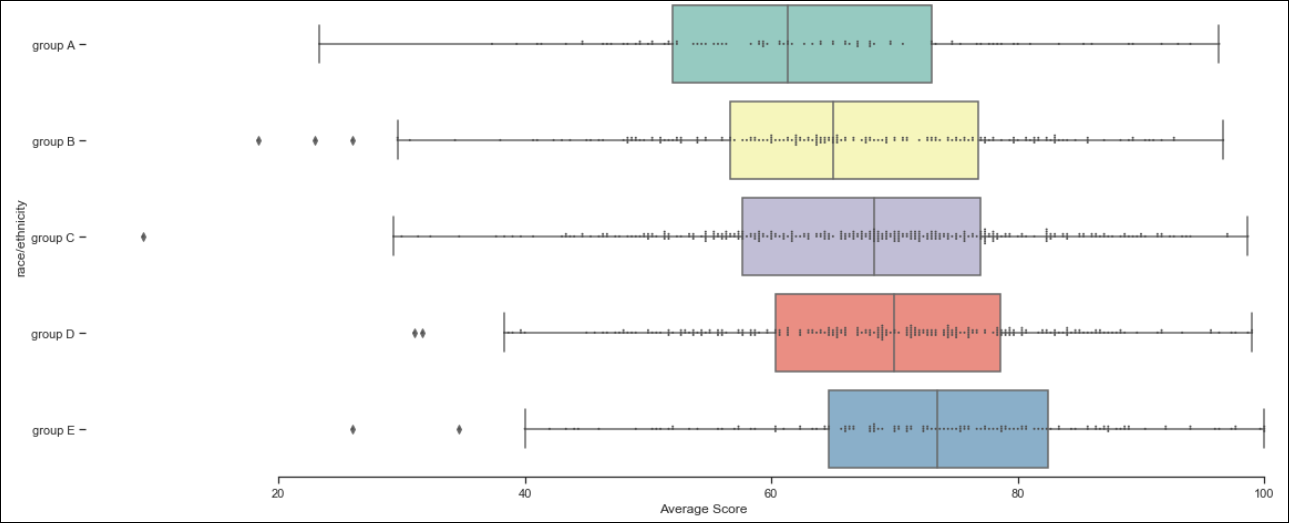 group A
group B
race/ethnicity
group C
group D
group E
20 40 60 80 100
Average Score